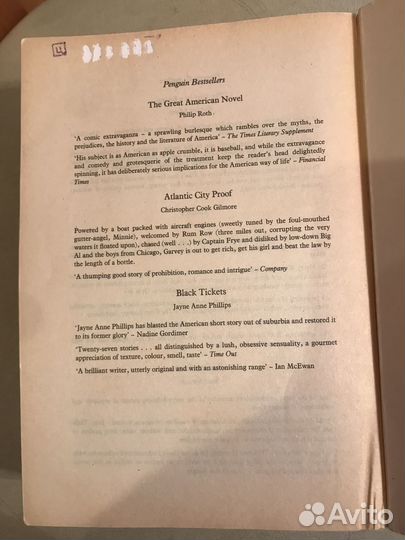 Penguin Bestsellers
The Great American Novel
Philip Roth
'A comic extravaganza – a sprawling burlesque which rambles over the myths, the
prejudices, the history and the literature of America' – The Times Literary Supplement
'His subject is as American as apple crumble, it is baseball, and while the extravagance
and comedy and grotesquerie of the treatment keep the reader's head delightedly
spinning, it has deliberately serious implications for the American way of life' – Financial
Times
Atlantic City Proof
Christopher Cook Gilmore
Powered by a boat packed with aircraft engines (sweetly tuned by the foul-mouthed
gutter-angel, Minnie), welcomed by Rum Row (three miles out, corrupting the very
waters it floated upon), chased (well . . .) by Captain Frye and disliked by low-down Big
Al and the boys from Chicago, Garvey is out to get rich, get his girl and beat the law by
the length of a bottle.
'A thumping good story of prohibition, romance and intrigue' – Company
Black Tickets
Jayne Anne Phillips
'Jayne Anne Phillips has blasted the American short story out of suburbia and restored it
to its former glory' – Nadine Gordimer
'Twenty-seven stories . . . all distinguished by a lush, obsessive sensuality, a gourmet
appreciation of texture, colour, smell, taste' – Time Out
'A brilliant writer, utterly original and with an astonishing range' – Ian McEwan
Avito